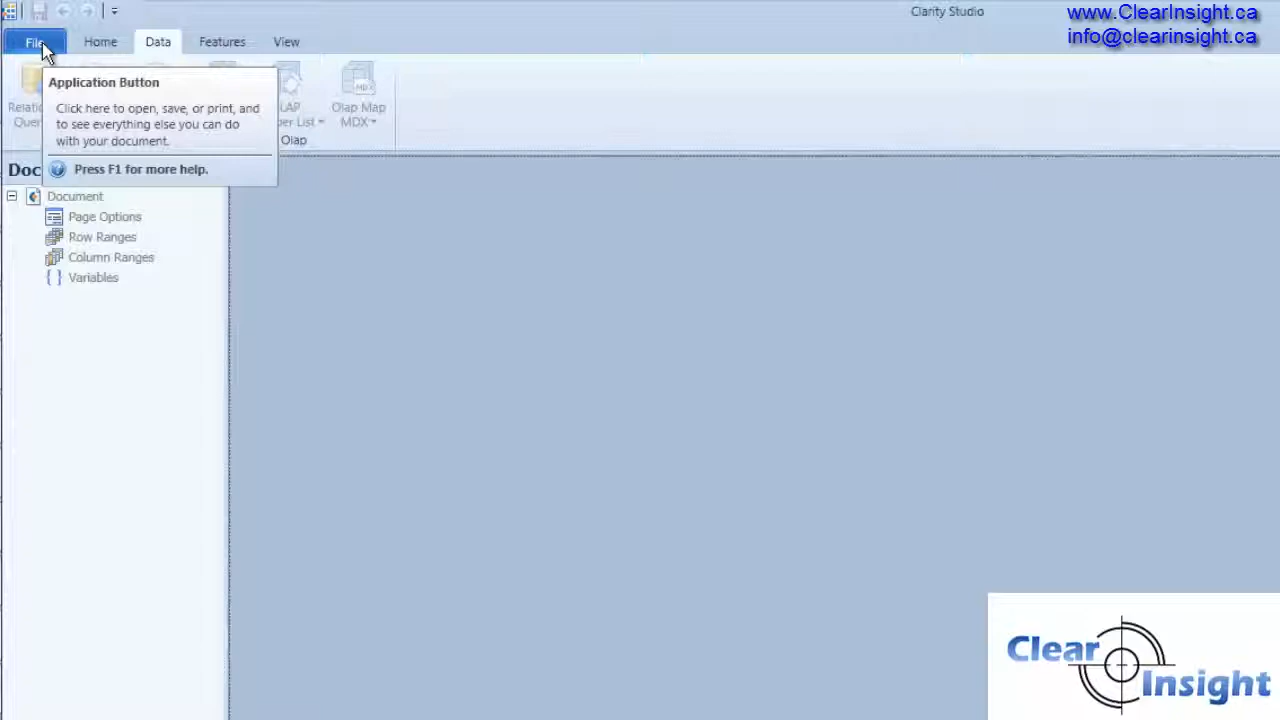 Clarity Studio
www.ClearInsight.ca
info@clearinsight.ca
File
Home
Data
Features
View
Application Button
Click here to open, save, or print, and
to see everything else you can do
with your document.
Press F1 for more help.
Olap Map
MDX
Olap
Document
Page Options
Row Ranges
Column Ranges
{ } Variables
Clear
Insight